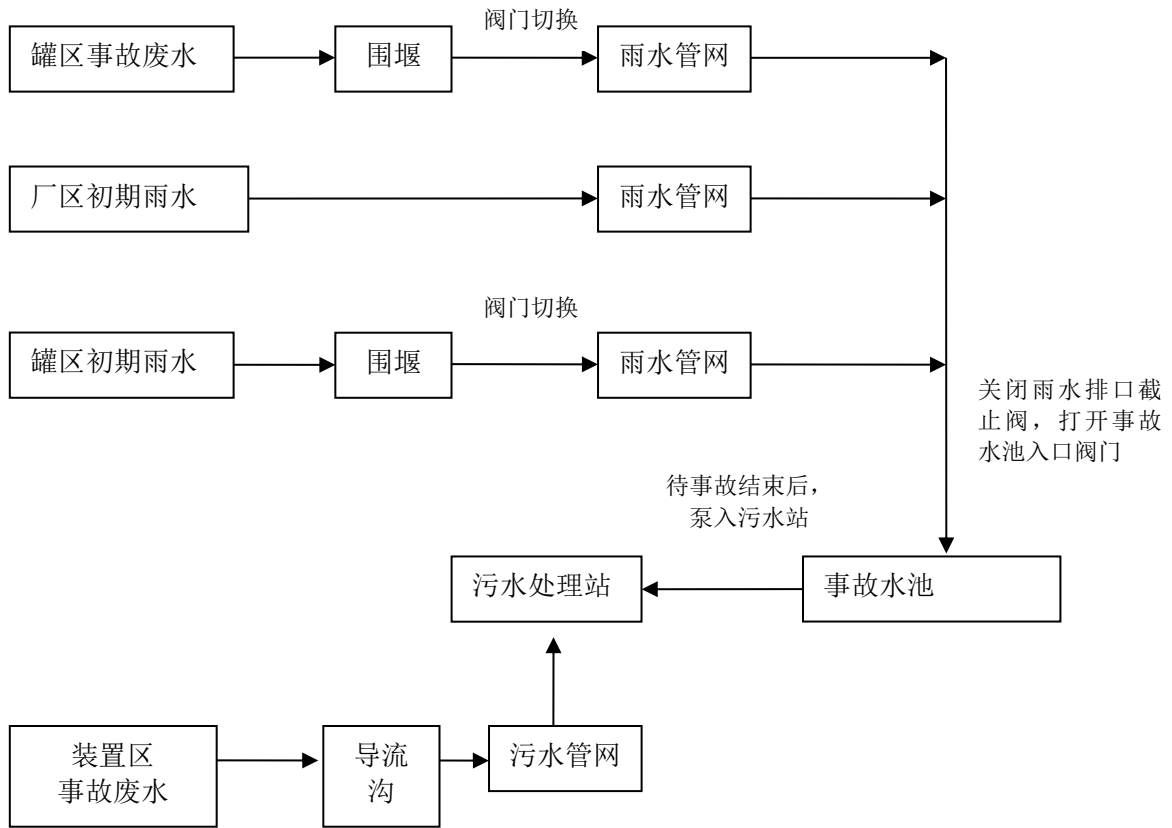 阀门切换
罐区事故废水
围堰
雨水管网
厂区初期雨水
雨水管网
阀门切换
罐区初期雨水
围堰
雨水管网
关闭雨水排口截
止阀，打开事故
水池入口阀门
待事故结束后，
泵入污水站
污水处理站
事故水池
装置区
事故废水
导流
沟
污水管网